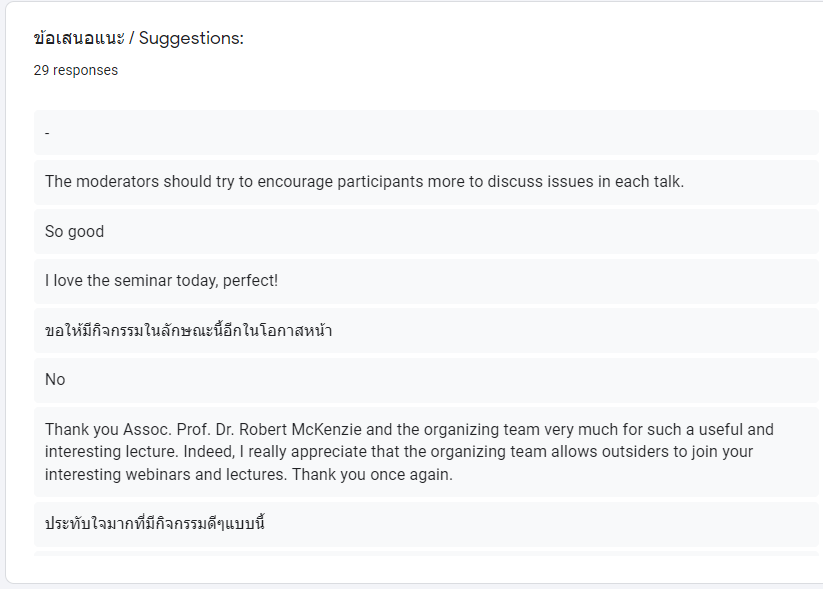 ข้อเสนอแนะ / Suggestions:
29 responses
-
The moderators should try to encourage participants more to discuss issues in each talk.
So good
I love the seminar today, perfect!
ขอให้มีกิจกรรมในลักษณะนี้อีกในโอกาสหน้า
No
Thank you Assoc. Prof. Dr. Robert McKenzie and the organizing team very much for such a useful and
interesting lecture. Indeed, I really appreciate that the organizing team allows outsiders to join your
interesting webinars and lectures. Thank you once again.
ประทับใจมากที่มีกิจกรรมดีๆแบบนี้